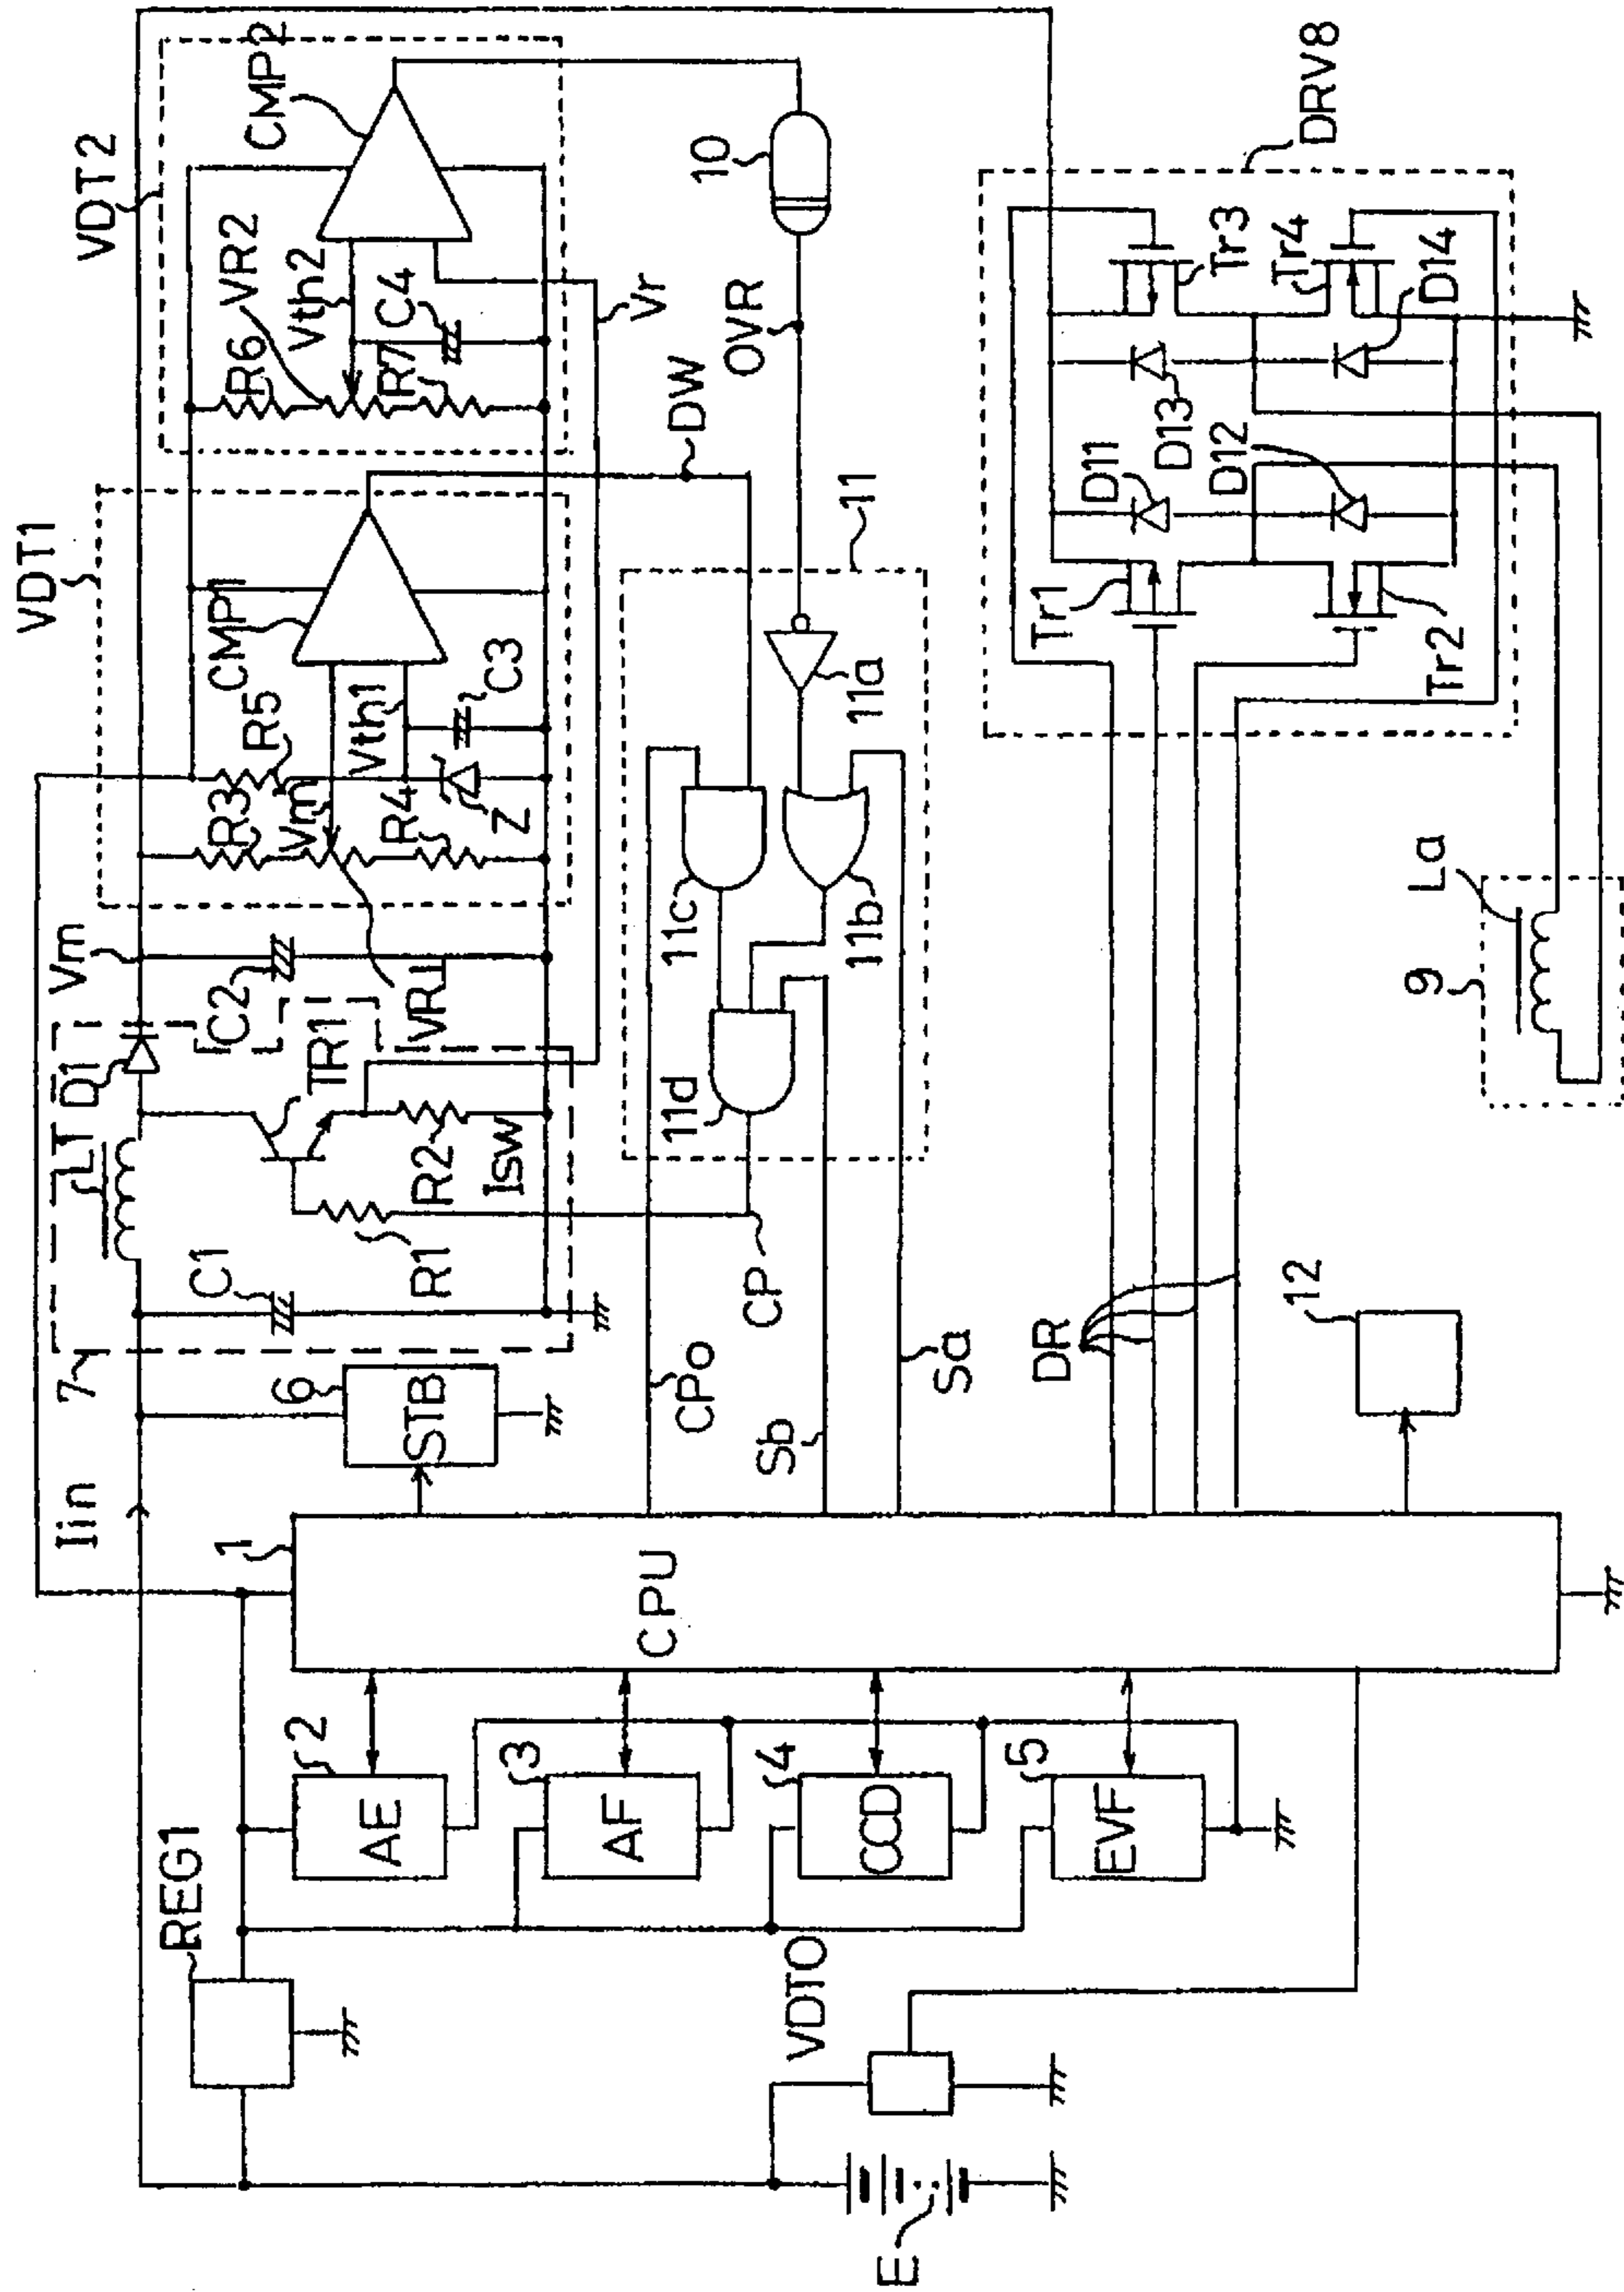 VDT1
VDT2
CMP1
CMP2
R5
R3
Vm
Vth1
R4
Z
C3
R6
VR2
Vth2
R7
C4
Vm
C2
VR1
LT
D1
TR1
R2
Isw
R1
C1
7
Iin
6
STB
Vr
DW
OVR
10
11
11a
11b
11c
11d
CP
CPo
Sb
Sa
1
CPU
REG1
2
AE
3
AF
4
CCD
5
EVF
VDTO
E
DR
12
DRV8
Tr1
Tr2
Tr3
Tr4
D11
D12
D13
D14
La
9